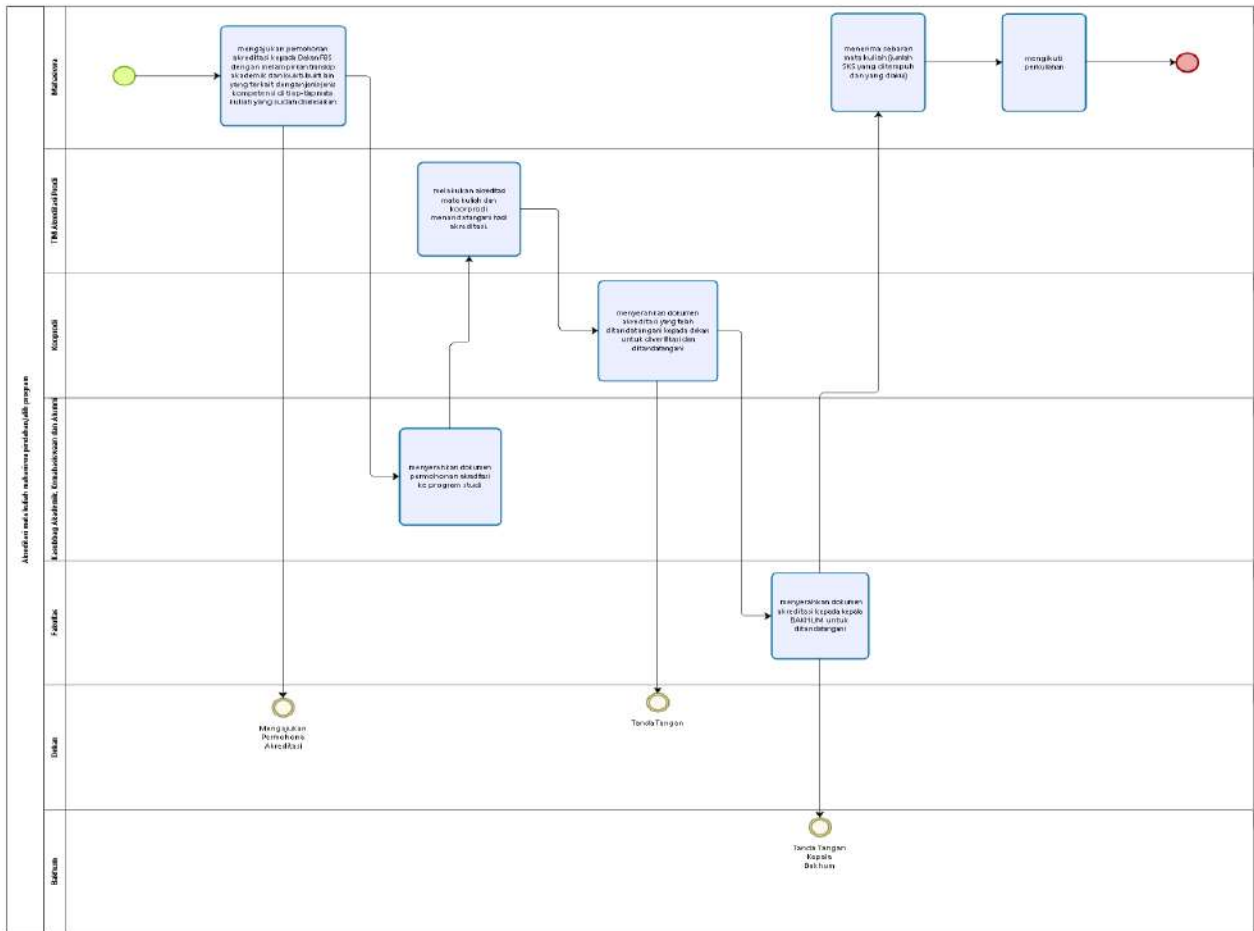 Akreditasi mata kuliah mahasiswa pindahan/alih program
Mahasiswa
mengajukan pemohonan
akreditasi kepada Dekan FBS
dengan melampirkan transkip
akademik dan bukti-bukti lain
yang terkait dengan
kompetensi di tiap-tiap mata
kuliah yang sudah diselesaikan
menerima sebaran
mata kuliah (jumlah
SKS yang ditempuh
dan yang diakui)
mengikuti
perkuliahan
Tim Akreditasi Prodi
melakukan akreditasi
mata kuliah dan
koorprodi
menandatangani hasil
akreditasi.
Koorprodi
menyerahkan dokumen
akreditasi yang telah
ditandatangani kepada dekan
untuk diverifikasi dan
ditandatangani
Kasubbag Akademik, Kemahasiswaan dan Alumni
menyerahkan dokumen
permohonan akreditasi
ke program studi
Fakultas
menyerahkan dokumen
akreditasi kepada kepala
BAKHUM untuk
ditandatangani
Dekan
Mengajukan
Permohona
Akreditasi
Tanda Tangan
Bakhum
Tanda Tangan
Kepala
Bakhum